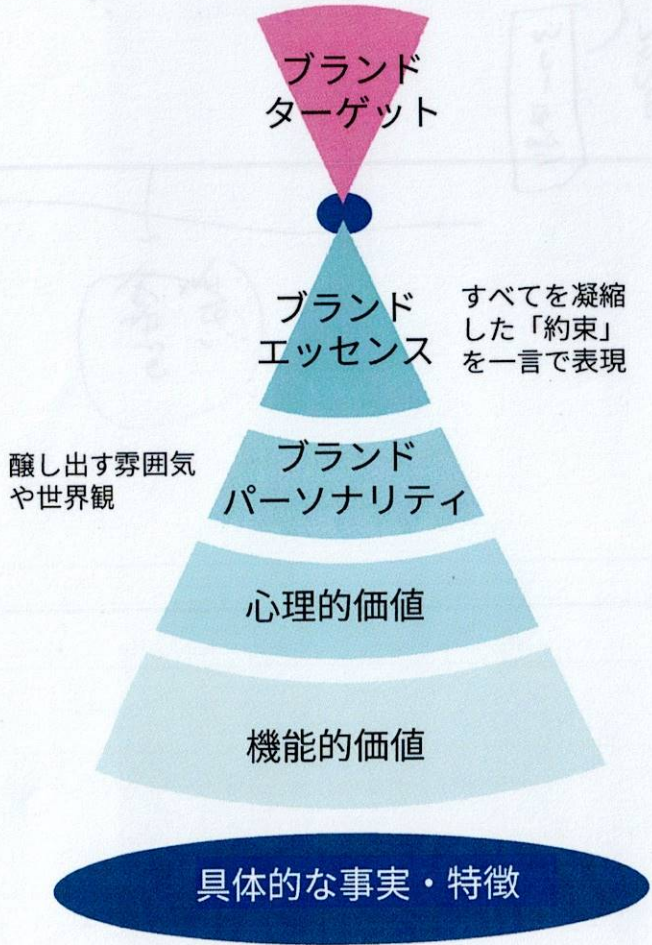 ブランド
ターゲット
ブランド
エッセンス
すべてを凝縮
した「約束」
を一言で表現
醸し出す雰囲気
や世界観
ブランド
パーソナリティ
心理的価値
機能的価値
具体的な事実・特徴